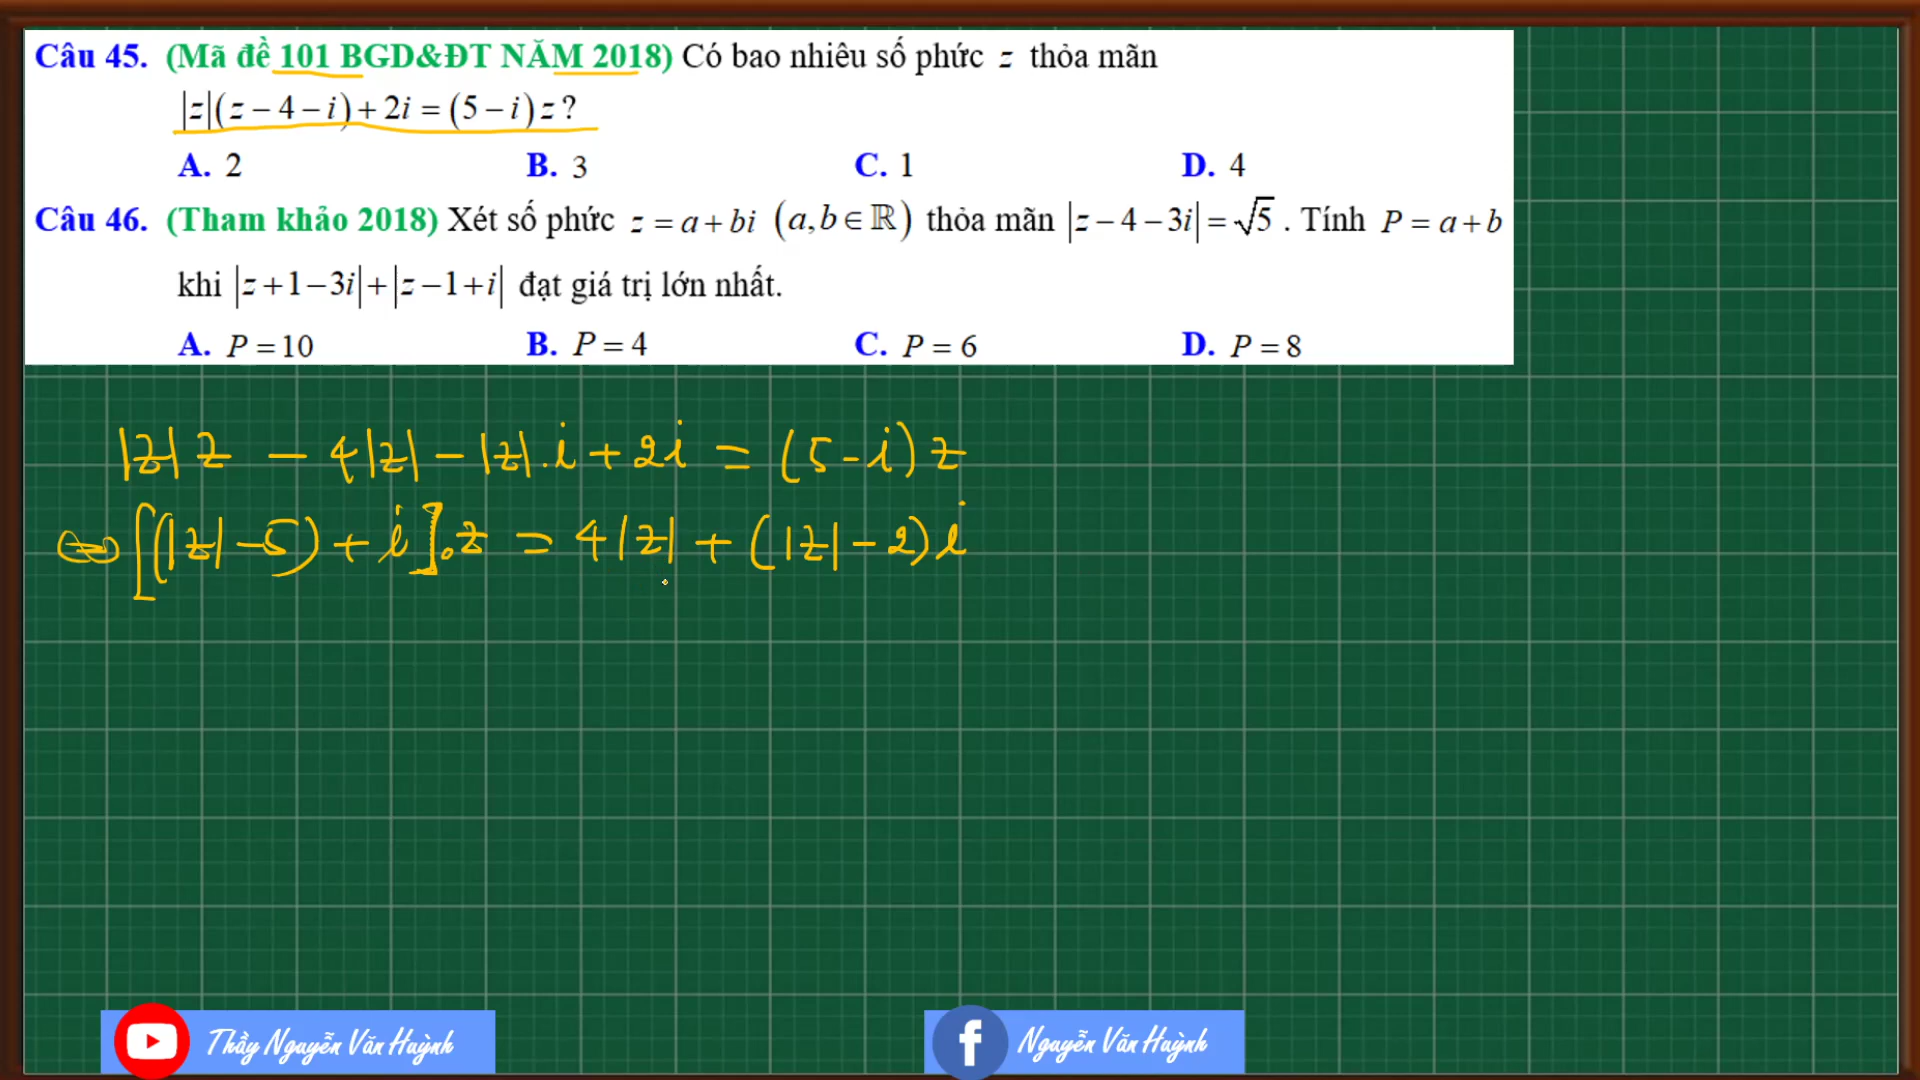 Câu 45. (Mã đề 101 BGD&ĐT NĂM 2018) Có bao nhiêu số phức z thỏa mãn
|z|(z − 4 − i) + 2i = (5 − i)z ?
A. 2 B. 3 C. 1 D. 4
Câu 46. (Tham khảo 2018) Xét số phức z = a + bi (a, b ∈ ℝ) thỏa mãn |z − 4 − 3i| = √5 . Tính P = a + b
khi |z + 1 − 3i| + |z − 1 + i| đạt giá trị lớn nhất.
A. P = 10 B. P = 4 C. P = 6 D. P = 8
|z| z − 4|z| − |z|.i + 2i = (5 − i) z
⇔ [(|z| − 5) + i].z = 4|z| + (|z| − 2)i
Thầy Nguyễn Văn Huỳnh
f Nguyễn Văn Huỳnh